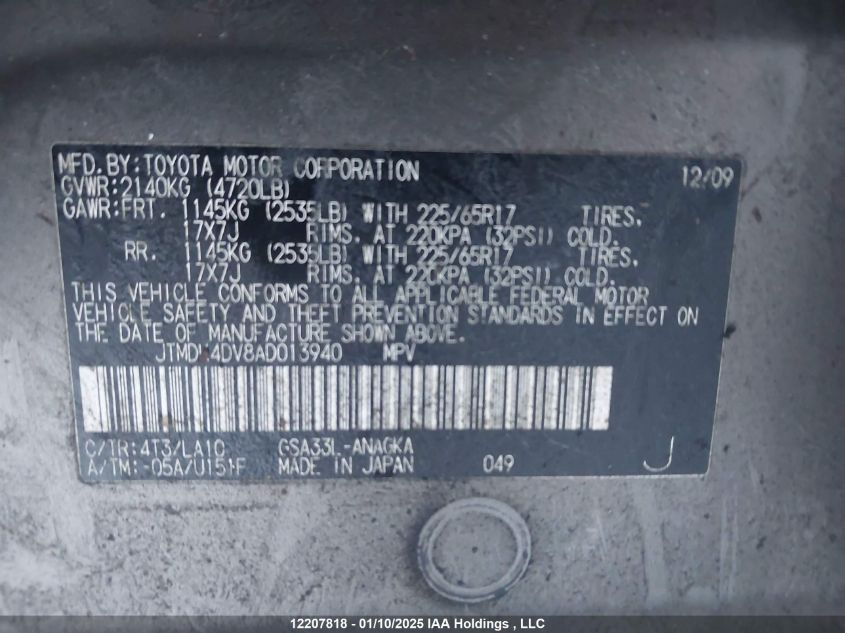 MFD. BY: TOYOTA MOTOR CORPORATION 12/09
GVWR: 2140KG (4720LB)
GAWR: FRT. 1145KG (2535LB) WITH 225/65R17 TIRES,
17X7J RIMS, AT 220KPA (32PSI) COLD.
RR. 1145KG (2535LB) WITH 225/65R17 TIRES,
17X7J RIMS, AT 220KPA (32PSI) COLD.
THIS VEHICLE CONFORMS TO ALL APPLICABLE FEDERAL MOTOR
VEHICLE SAFETY AND THEFT PREVENTION STANDARDS IN EFFECT ON
THE DATE OF MANUFACTURE SHOWN ABOVE.
MPV
C/TR: 4T3/LA10 GSA33L-ANAGKA
A/TM: -05A/U151F MADE IN JAPAN 049 J
12207818 - 01/10/2025 IAA Holdings , LLC